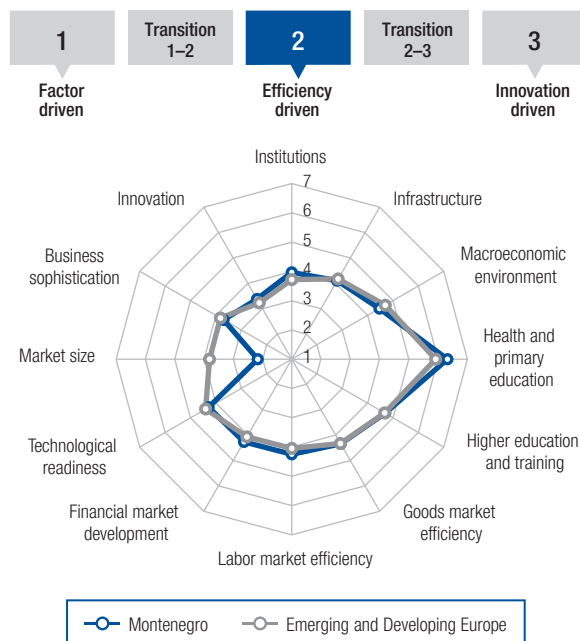 1
Transition
1–2
2
Transition
2–3
3
Factor
driven
Efficiency
driven
Innovation
driven
Institutions
7
6
5
4
3
2
1
Infrastructure
Macroeconomic
environment
Health and
primary
education
Higher education
and training
Goods market
efficiency
Labor market efficiency
Financial market
development
Technological
readiness
Market size
Business
sophistication
Innovation
Montenegro
Emerging and Developing Europe